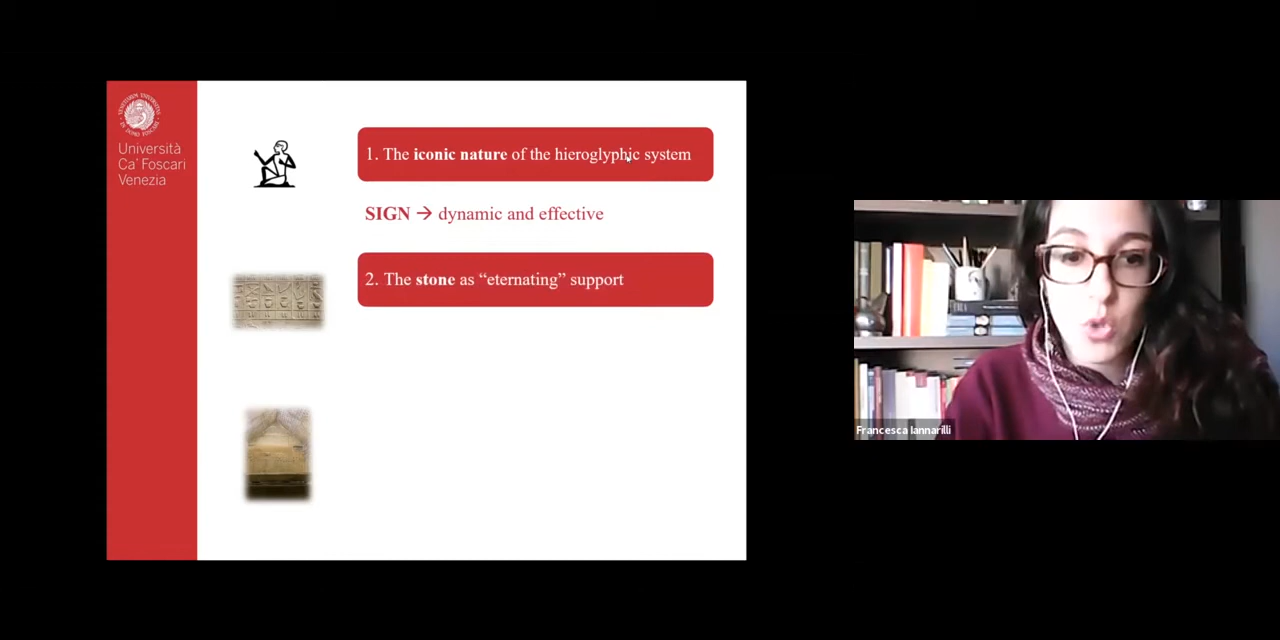 Università
Ca' Foscari
Venezia
1. The iconic nature of the hieroglyphic system
SIGN → dynamic and effective
2. The stone as “eternating” support
Francesca Iannarilli